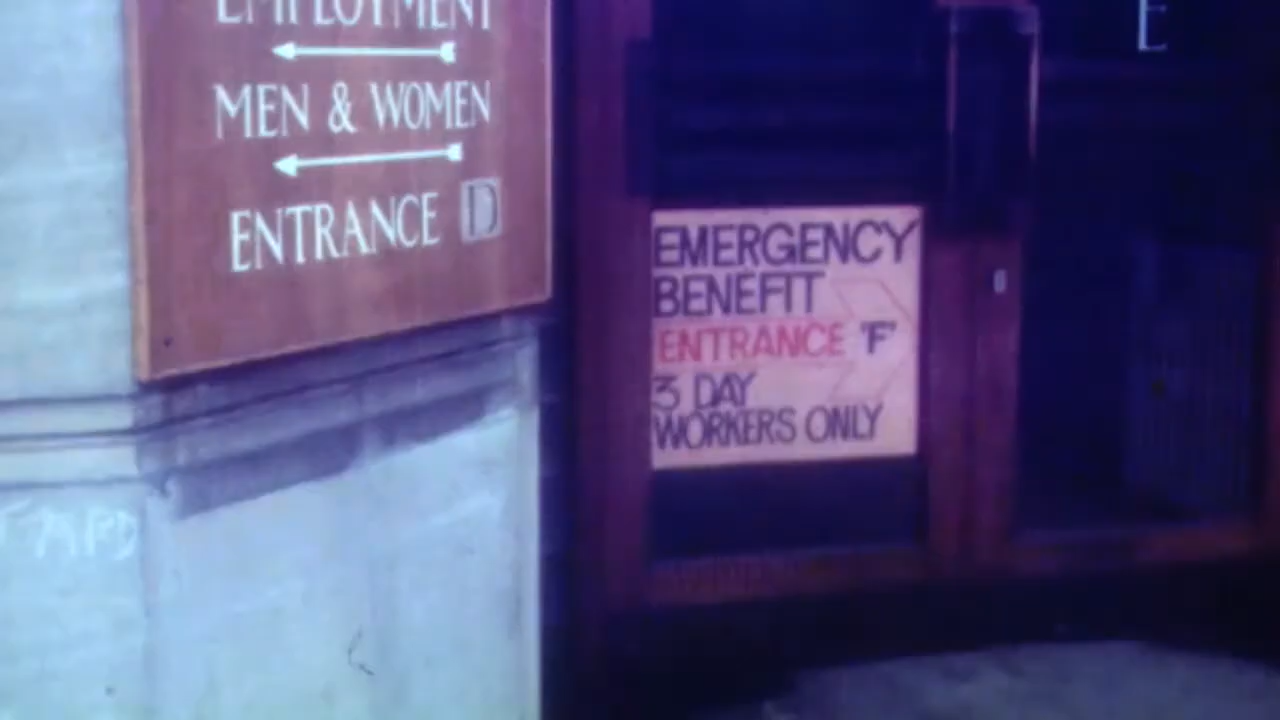 EMPLOYMENT
MEN & WOMEN
ENTRANCE D
EMERGENCY
BENEFIT
ENTRANCE 'F'
3 DAY
WORKERS ONLY
E